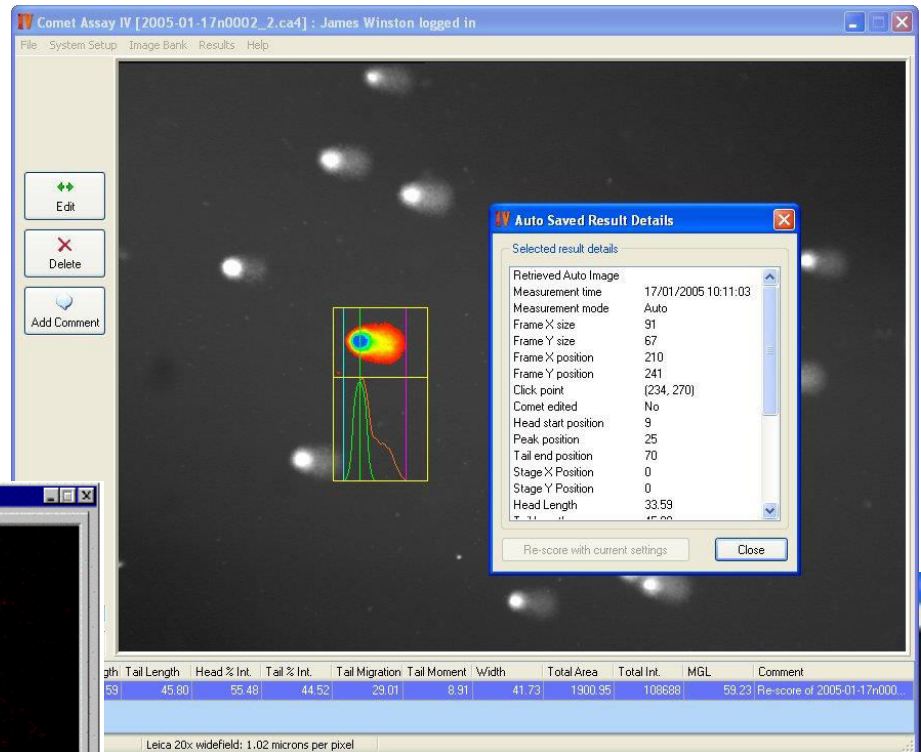 IV Comet Assay IV [2005-01-17n0002_2.ca4] : James Winston logged in
File System Setup Image Bank Results Help
Edit
Delete
Add Comment
IV Auto Saved Result Details
Selected result details
Retrieved Auto Image
Measurement time 17/01/2005 10:11:03
Measurement mode Auto
Frame X size 91
Frame Y size 67
Frame X position 210
Frame Y position 241
Click point (234, 270)
Comet edited No
Head start position 9
Peak position 25
Tail end position 70
Stage X Position 0
Stage Y Position 0
Head Length 33.59
Re-score with current settings Close
gth Tail Length Head % Int. Tail % Int. Tail Migration Tail Moment Width Total Area Total Int. MGL Comment
59 45.80 55.48 44.52 29.01 8.91 41.73 1900.95 108688 59.23 Re-score of 2005-01-17n000...
Leica 20x widefield: 1.02 microns per pixel